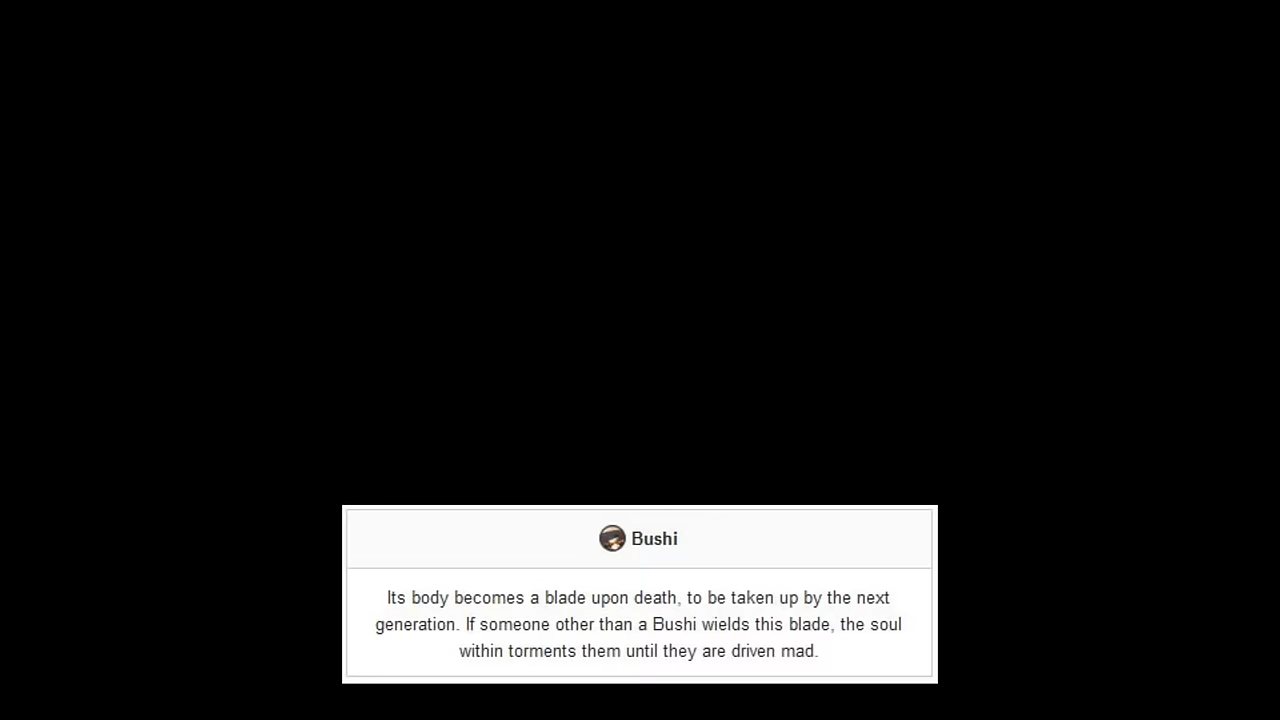 Bushi
Its body becomes a blade upon death, to be taken up by the next
generation. If someone other than a Bushi wields this blade, the soul
within torments them until they are driven mad.